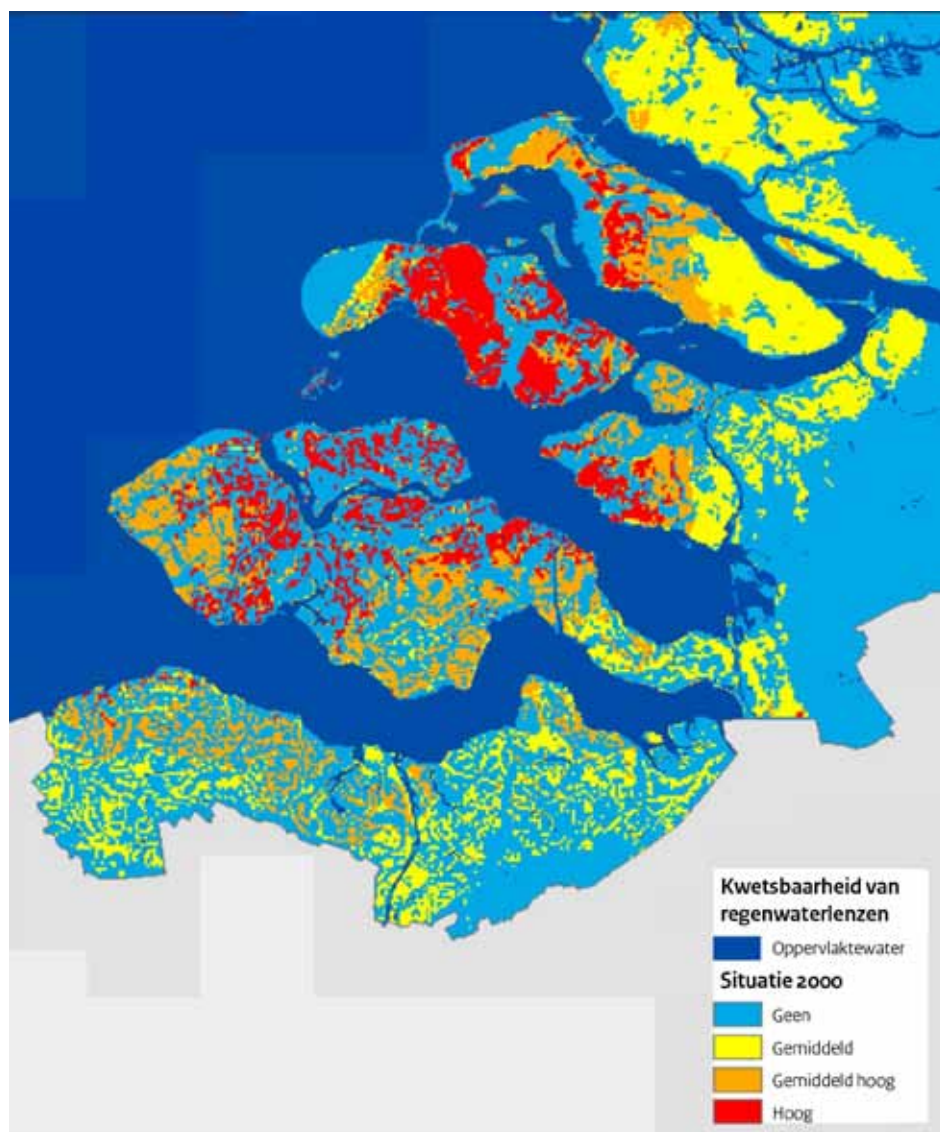 Kwetsbaarheid van
regenwaterlenzen
Oppervlaktewater
Situatie 2000
Geen
Gemiddeld
Gemiddeld hoog
Hoog